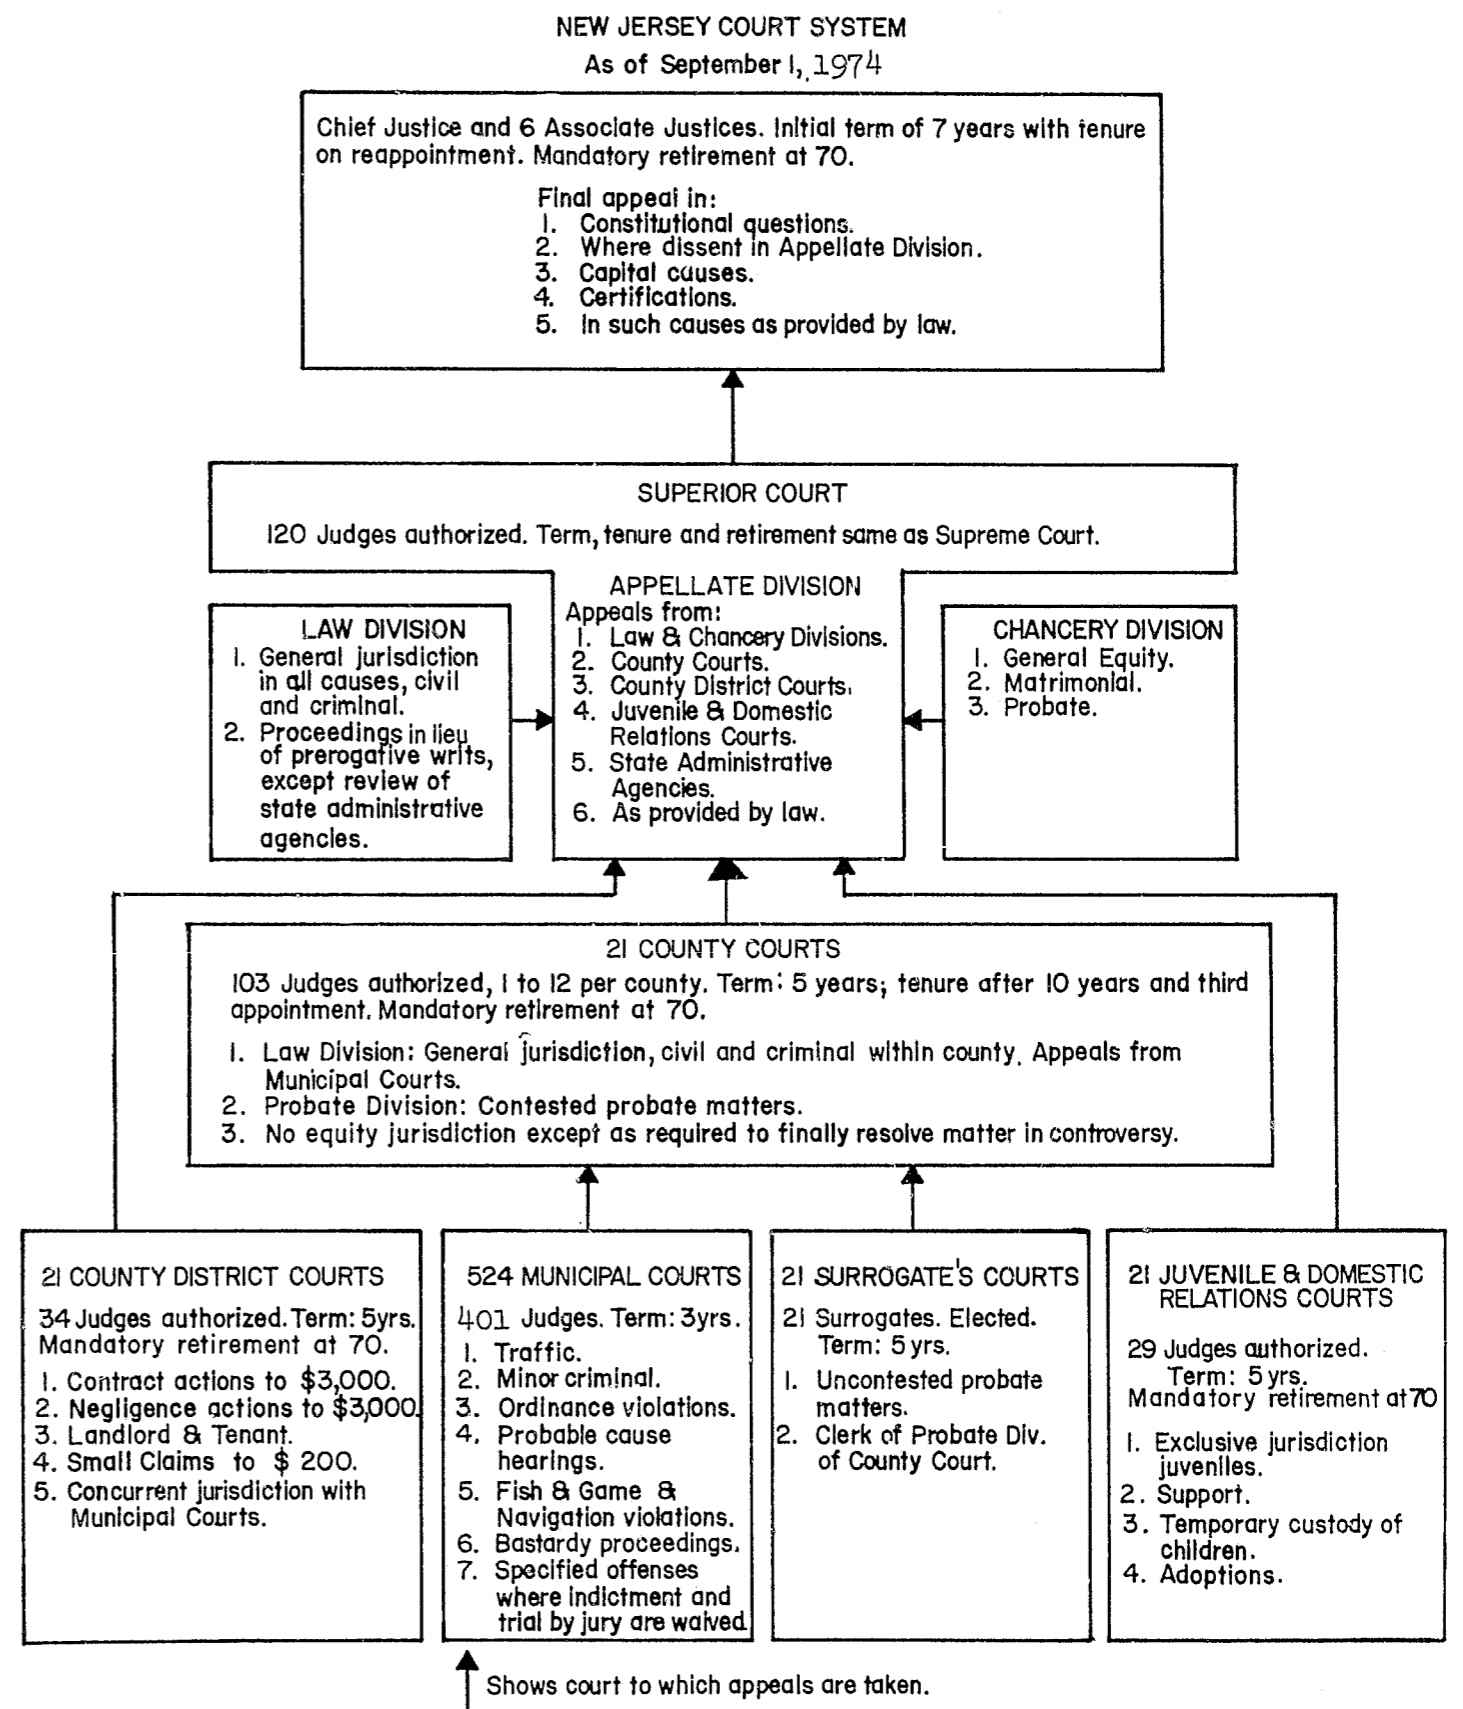 NEW JERSEY COURT SYSTEM
As of September 1, 1974
Chief Justice and 6 Associate Justices. Initial term of 7 years with tenure
on reappointment. Mandatory retirement at 70.
Final appeal in:
1. Constitutional questions.
2. Where dissent in Appellate Division.
3. Capital causes.
4. Certifications.
5. In such causes as provided by law.
SUPERIOR COURT
120 Judges authorized. Term, tenure and retirement same as Supreme Court.
LAW DIVISION
1. General jurisdiction
in all causes, civil
and criminal.
2. Proceedings in lieu
of prerogative writs,
except review of
state administrative
agencies.
APPELLATE DIVISION
Appeals from:
1. Law & Chancery Divisions.
2. County Courts.
3. County District Courts.
4. Juvenile & Domestic
Relations Courts.
5. State Administrative
Agencies.
6. As provided by law.
CHANCERY DIVISION
1. General Equity.
2. Matrimonial.
3. Probate.
21 COUNTY COURTS
103 Judges authorized, 1 to 12 per county. Term: 5 years; tenure after 10 years and third
appointment. Mandatory retirement at 70.
1. Law Division: General jurisdiction, civil and criminal within county. Appeals from
Municipal Courts.
2. Probate Division: Contested probate matters.
3. No equity jurisdiction except as required to finally resolve matter in controversy.
21 COUNTY DISTRICT COURTS
34 Judges authorized. Term: 5yrs.
Mandatory retirement at 70.
1. Contract actions to $3,000.
2. Negligence actions to $3,000.
3. Landlord & Tenant.
4. Small Claims to $ 200.
5. Concurrent jurisdiction with
Municipal Courts.
524 MUNICIPAL COURTS
401 Judges. Term: 3yrs.
1. Traffic.
2. Minor criminal.
3. Ordinance violations.
4. Probable cause
hearings.
5. Fish & Game &
Navigation violations.
6. Bastardy proceedings.
7. Specified offenses
where indictment and
trial by jury are waived
21 SURROGATE'S COURTS
21 Surrogates. Elected.
Term: 5 yrs.
1. Uncontested probate
matters.
2. Clerk of Probate Div.
of County Court.
21 JUVENILE & DOMESTIC
RELATIONS COURTS
29 Judges authorized.
Term: 5 yrs.
Mandatory retirement at 70
1. Exclusive jurisdiction
juveniles.
2. Support.
3. Temporary custody of
children.
4. Adoptions.
Shows court to which appeals are taken.